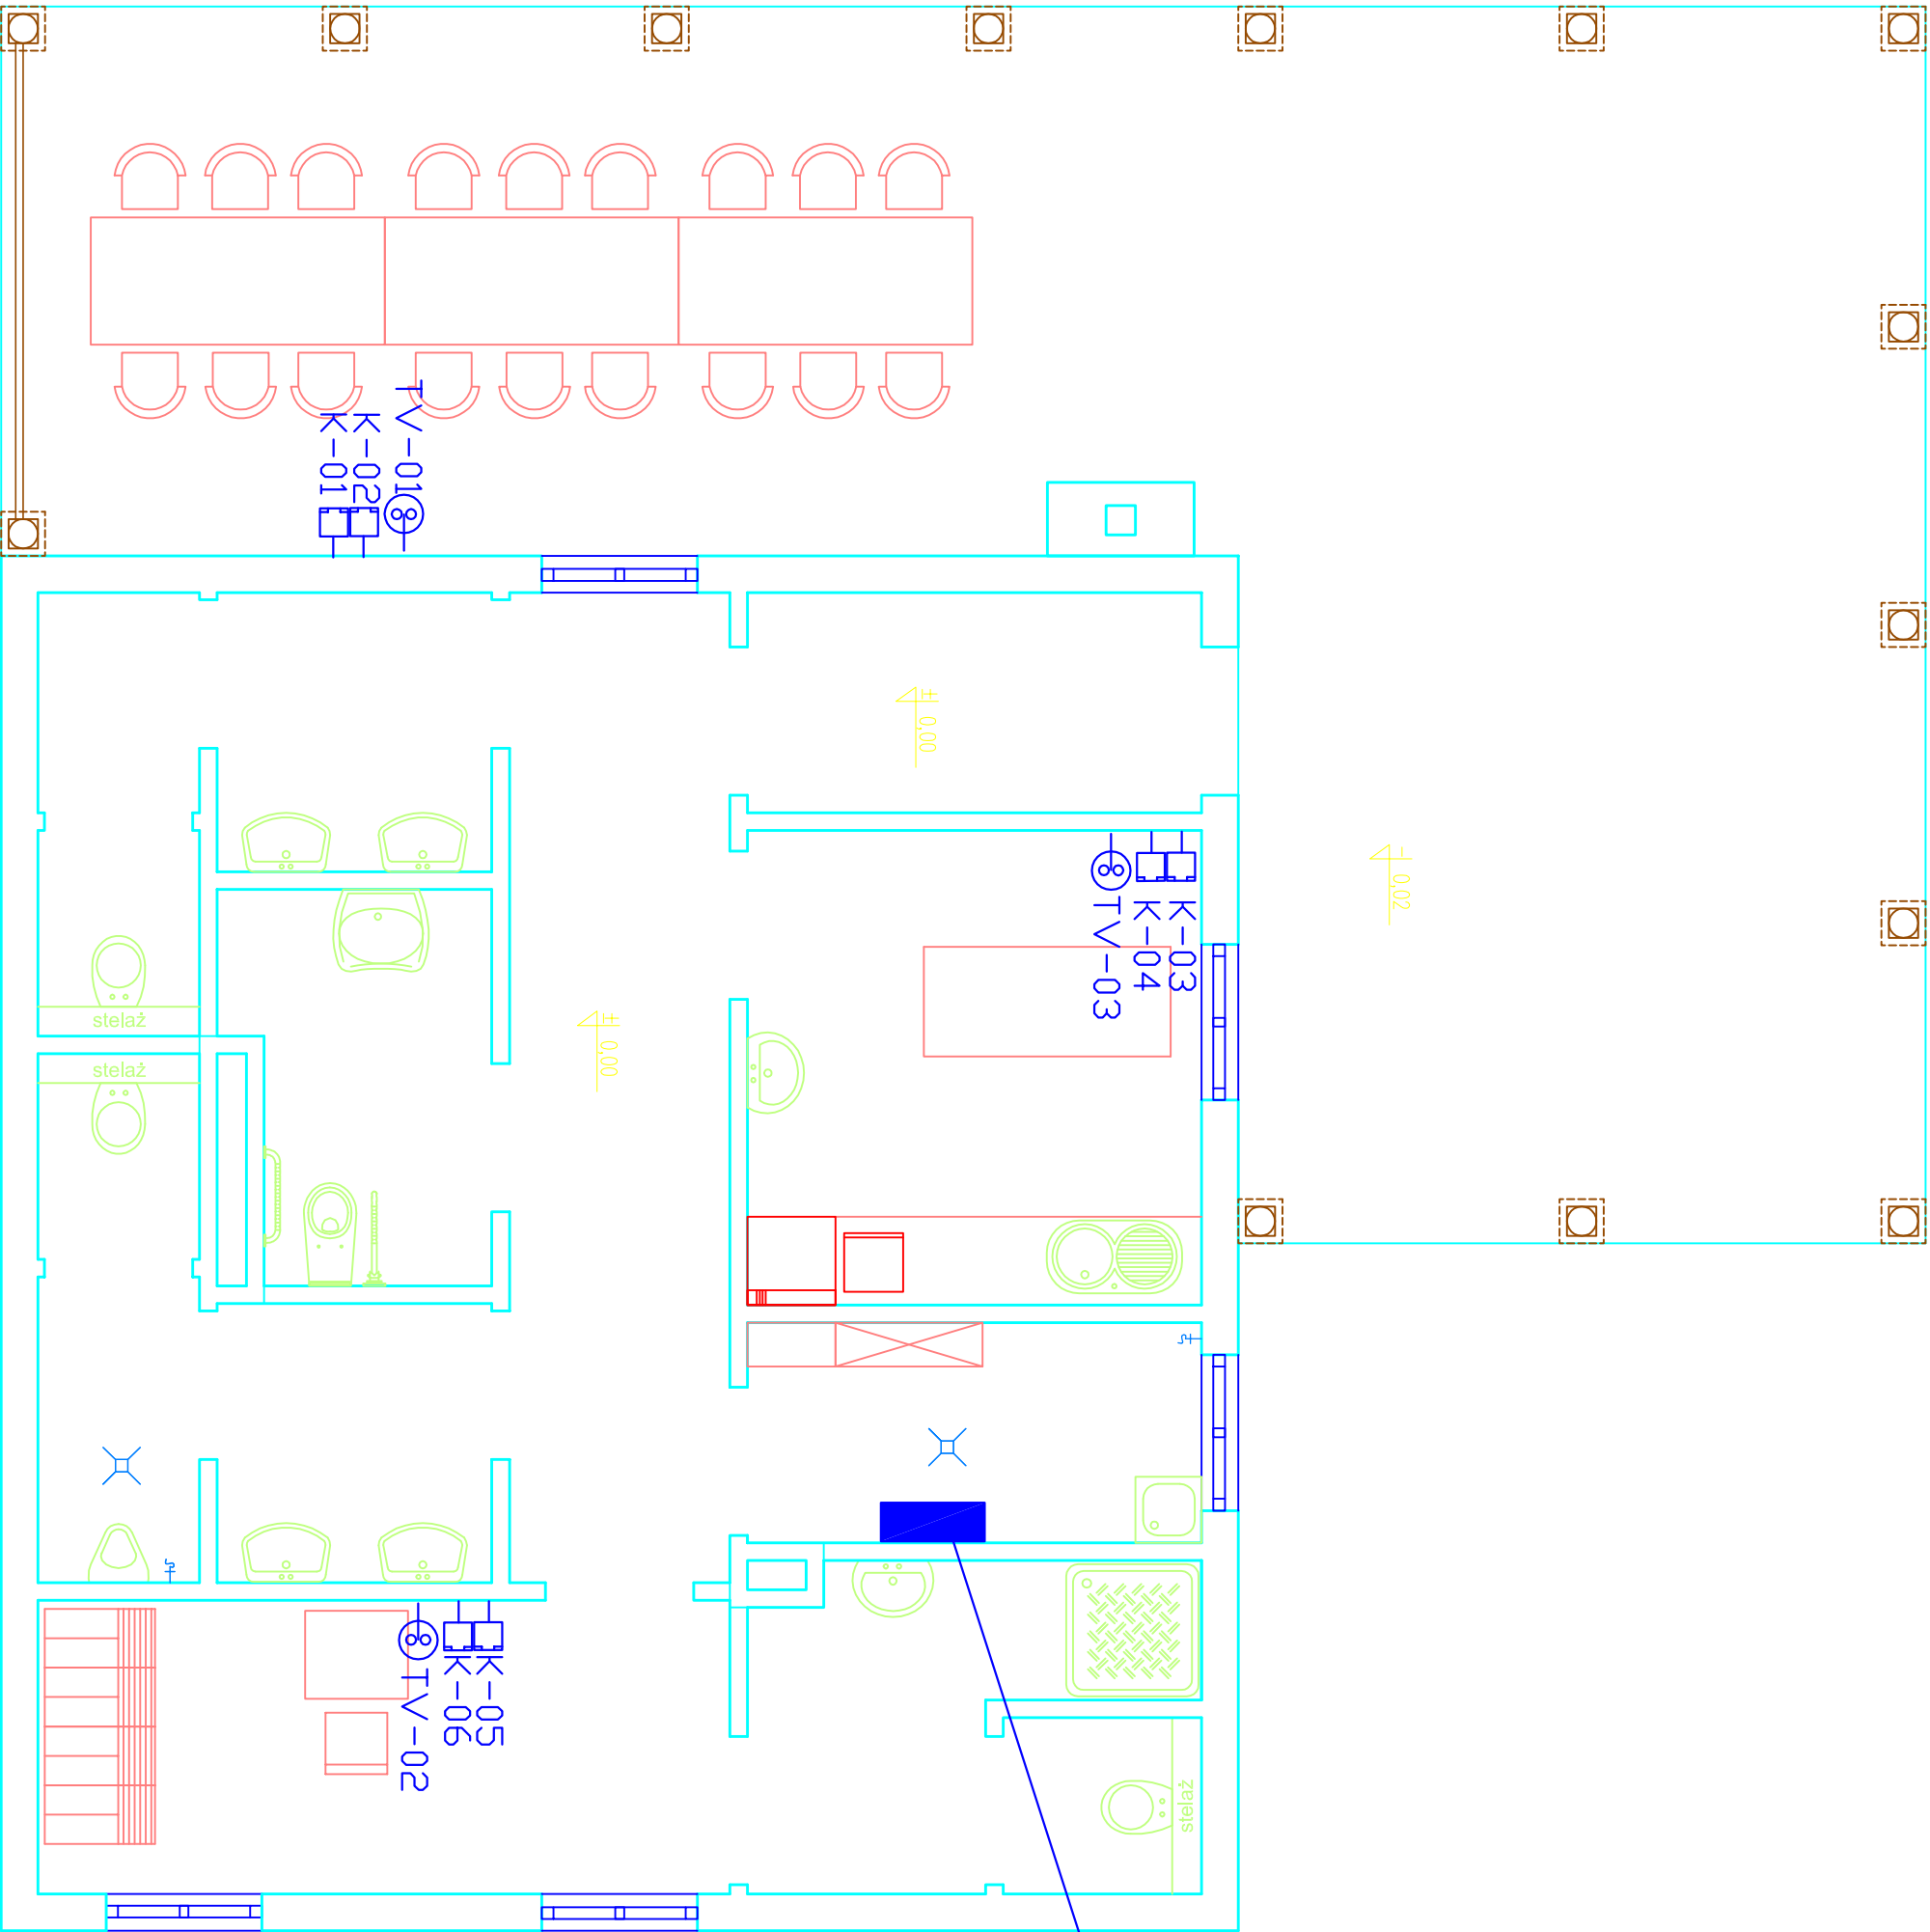 TV-01
K-02
K-01
± 0,00
- 0,02
K-03
K-04
TV-03
stelaż
± 0,00
stelaż
K-05
K-06
TV-02
stelaż